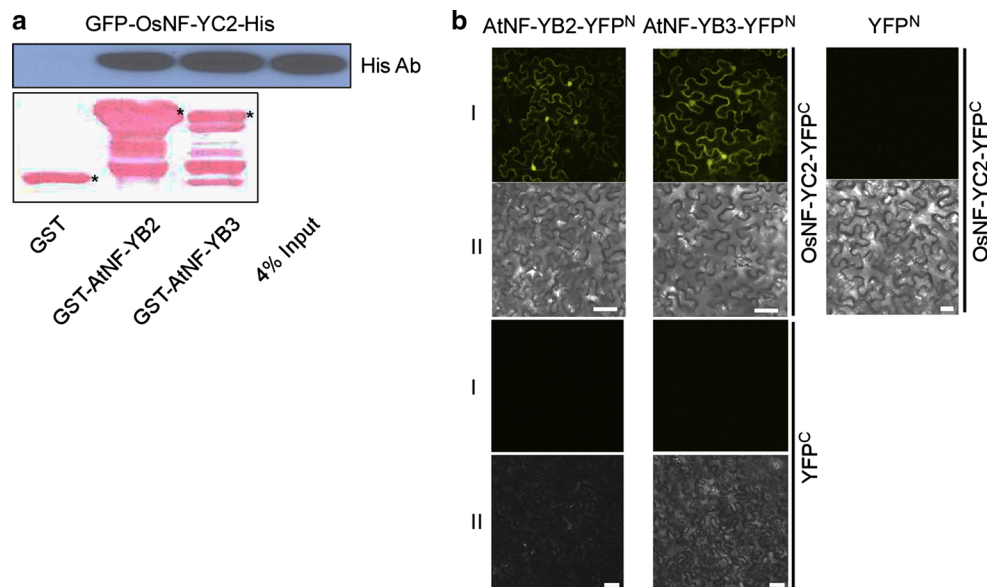 a
GFP-OsNF-YC2-His
His Ab
*
*
*
GST
GST-AtNF-YB2
GST-AtNF-YB3
4% Input
b
AtNF-YB2-YFPᴺ
AtNF-YB3-YFPᴺ
YFPᴺ
I
II
OsNF-YC2-YFPᶜ
OsNF-YC2-YFPᶜ
I
II
YFPᶜ